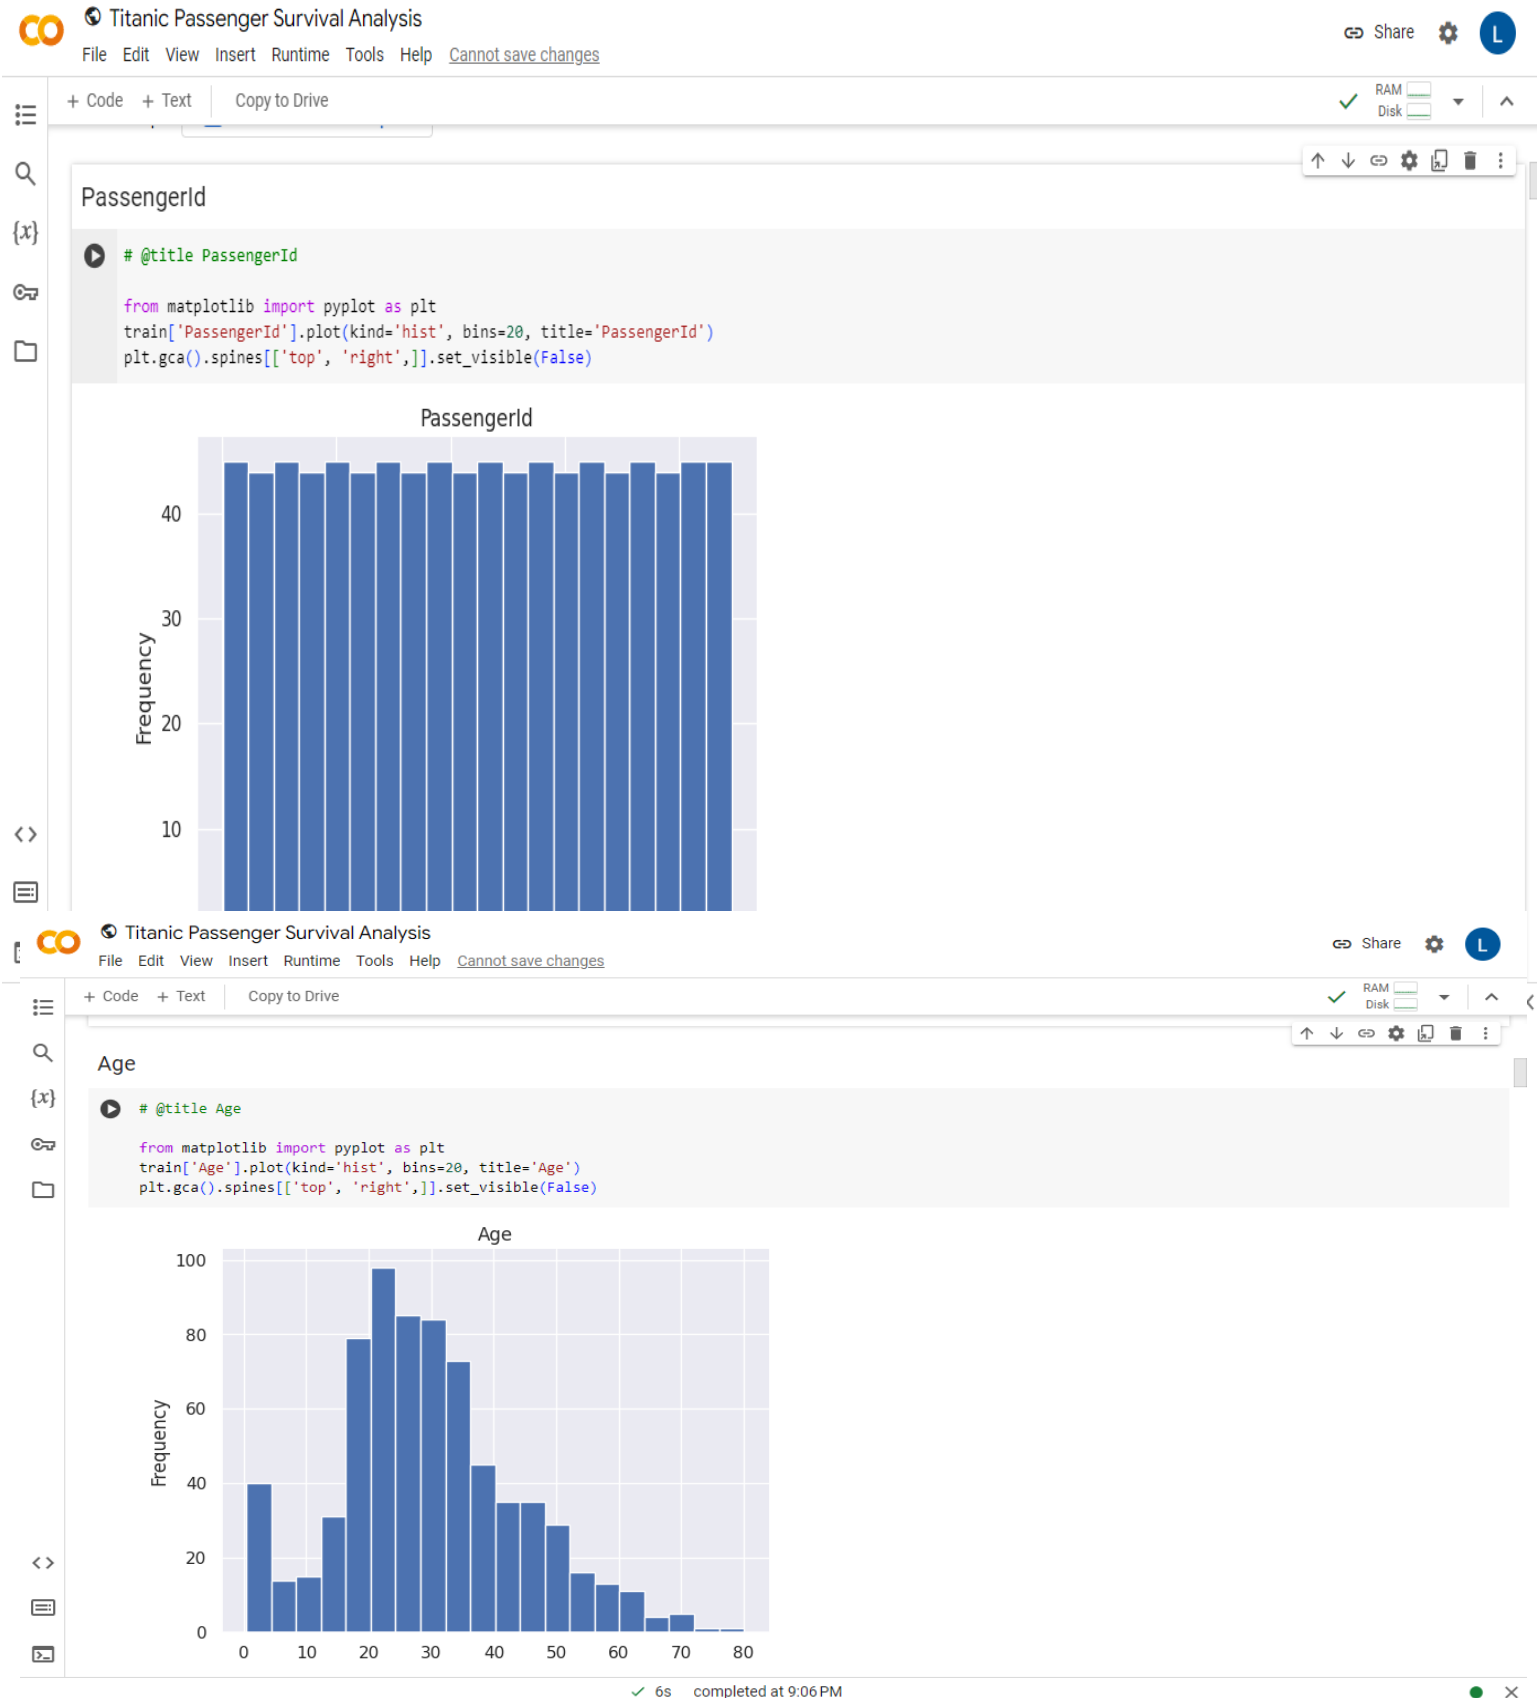 Titanic Passenger Survival Analysis
File Edit View Insert Runtime Tools Help Cannot save changes
Share
L
+ Code + Text Copy to Drive
RAM
Disk
PassengerId
{x}
# @title PassengerId
from matplotlib import pyplot as plt
train['PassengerId'].plot(kind='hist', bins=20, title='PassengerId')
plt.gca().spines[['top', 'right',]].set_visible(False)
PassengerId
40
30
20
10
Frequency
Titanic Passenger Survival Analysis
File Edit View Insert Runtime Tools Help Cannot save changes
Share
L
+ Code + Text Copy to Drive
RAM
Disk
Age
{x}
# @title Age
from matplotlib import pyplot as plt
train['Age'].plot(kind='hist', bins=20, title='Age')
plt.gca().spines[['top', 'right',]].set_visible(False)
Age
100
80
60
40
20
0
Frequency
0 10 20 30 40 50 60 70 80
6s completed at 9:06 PM